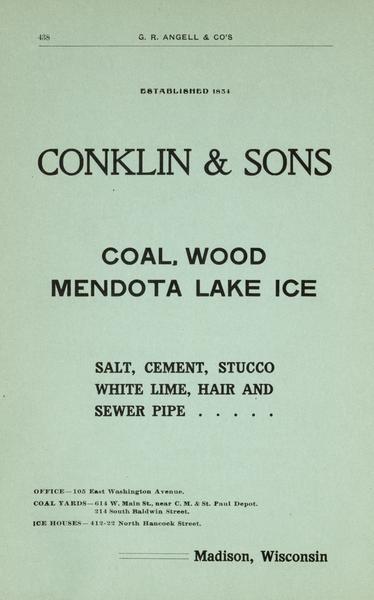 438
G. R. ANGELL & CO'S
ESTABLISHED 1854
CONKLIN & SONS
COAL, WOOD
MENDOTA LAKE ICE
SALT, CEMENT, STUCCO
WHITE LIME, HAIR AND
SEWER PIPE . . . . .
OFFICE—105 East Washington Avenue.
COAL YARDS—614 W. Main St., near C. M. & St. Paul Depot.
214 South Baldwin Street.
ICE HOUSES—412-22 North Hancock Street.
Madison, Wisconsin